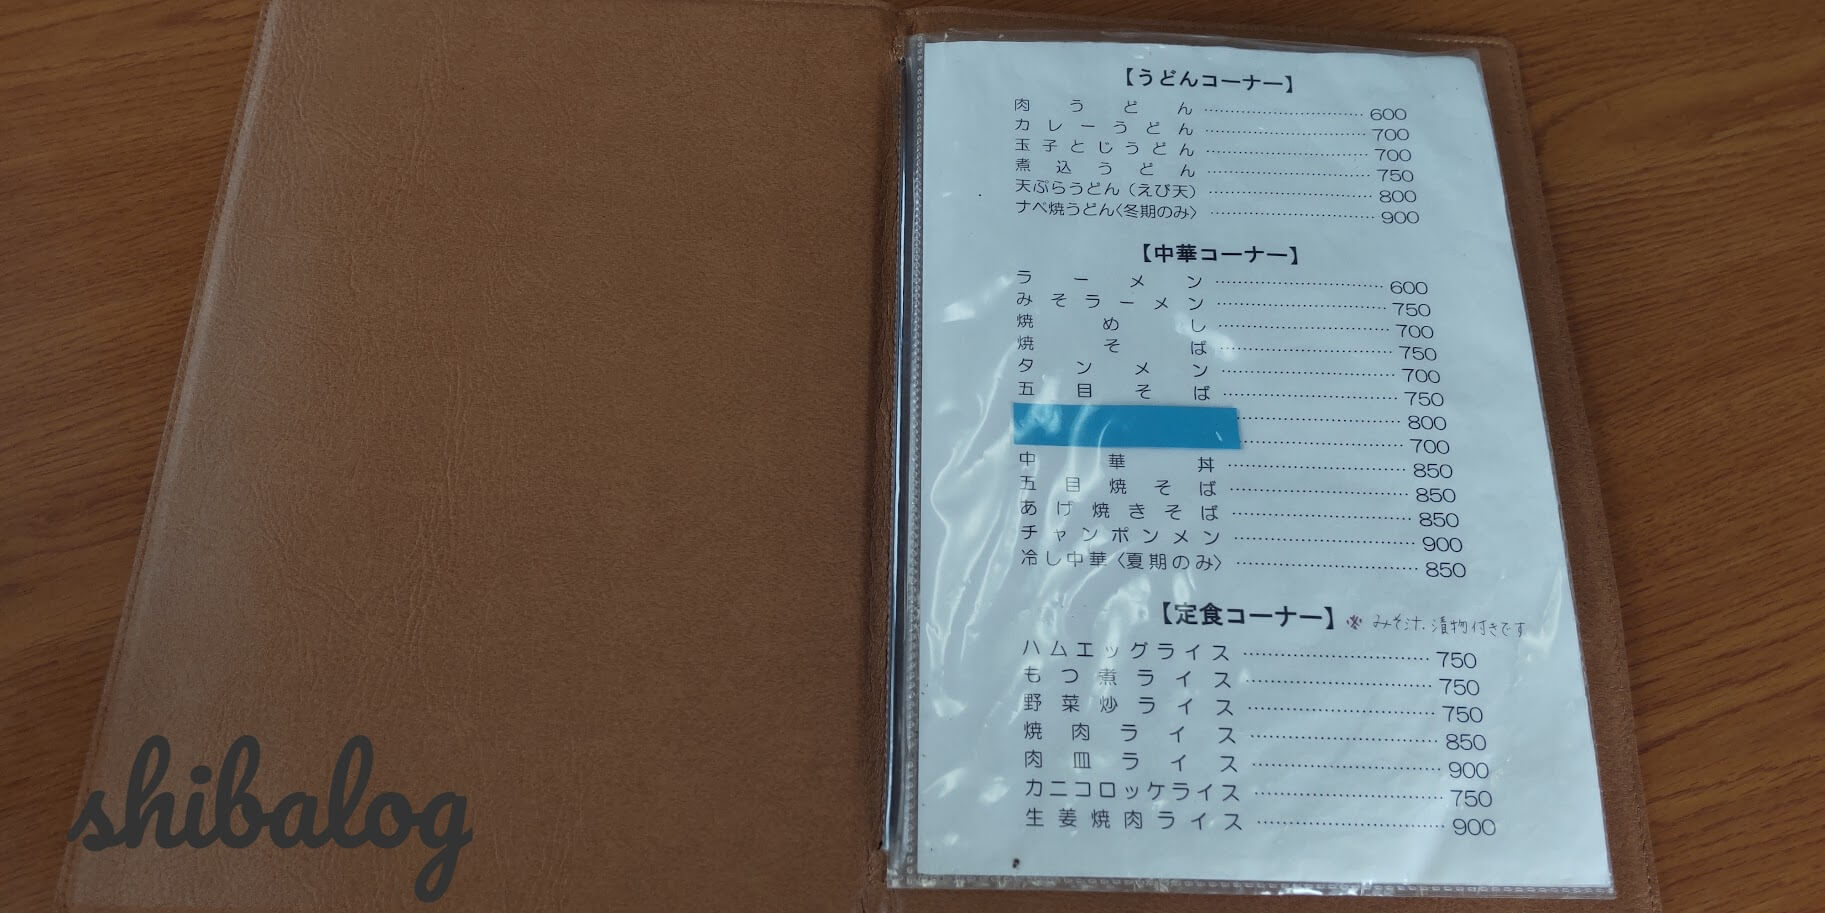 【うどんコーナー】
肉うどん 600
カレーうどん 700
玉子とじうどん 700
煮込うどん 750
天ぷらうどん(えび天) 800
ナベ焼うどん〈冬期のみ〉 900
【中華コーナー】
ラーメン 600
みそラーメン 750
焼めし 700
焼そば 750
タンメン 700
五目そば 750
800
700
中華丼 850
五目焼そば 850
あげ焼きそば 850
チャンポンメン 900
冷し中華〈夏期のみ〉 850
【定食コーナー】※みそ汁.漬物付きです
ハムエッグライス 750
もつ煮ライス 750
野菜炒ライス 750
焼肉ライス 850
肉皿ライス 900
カニコロッケライス 750
生姜焼肉ライス 900
shibalog